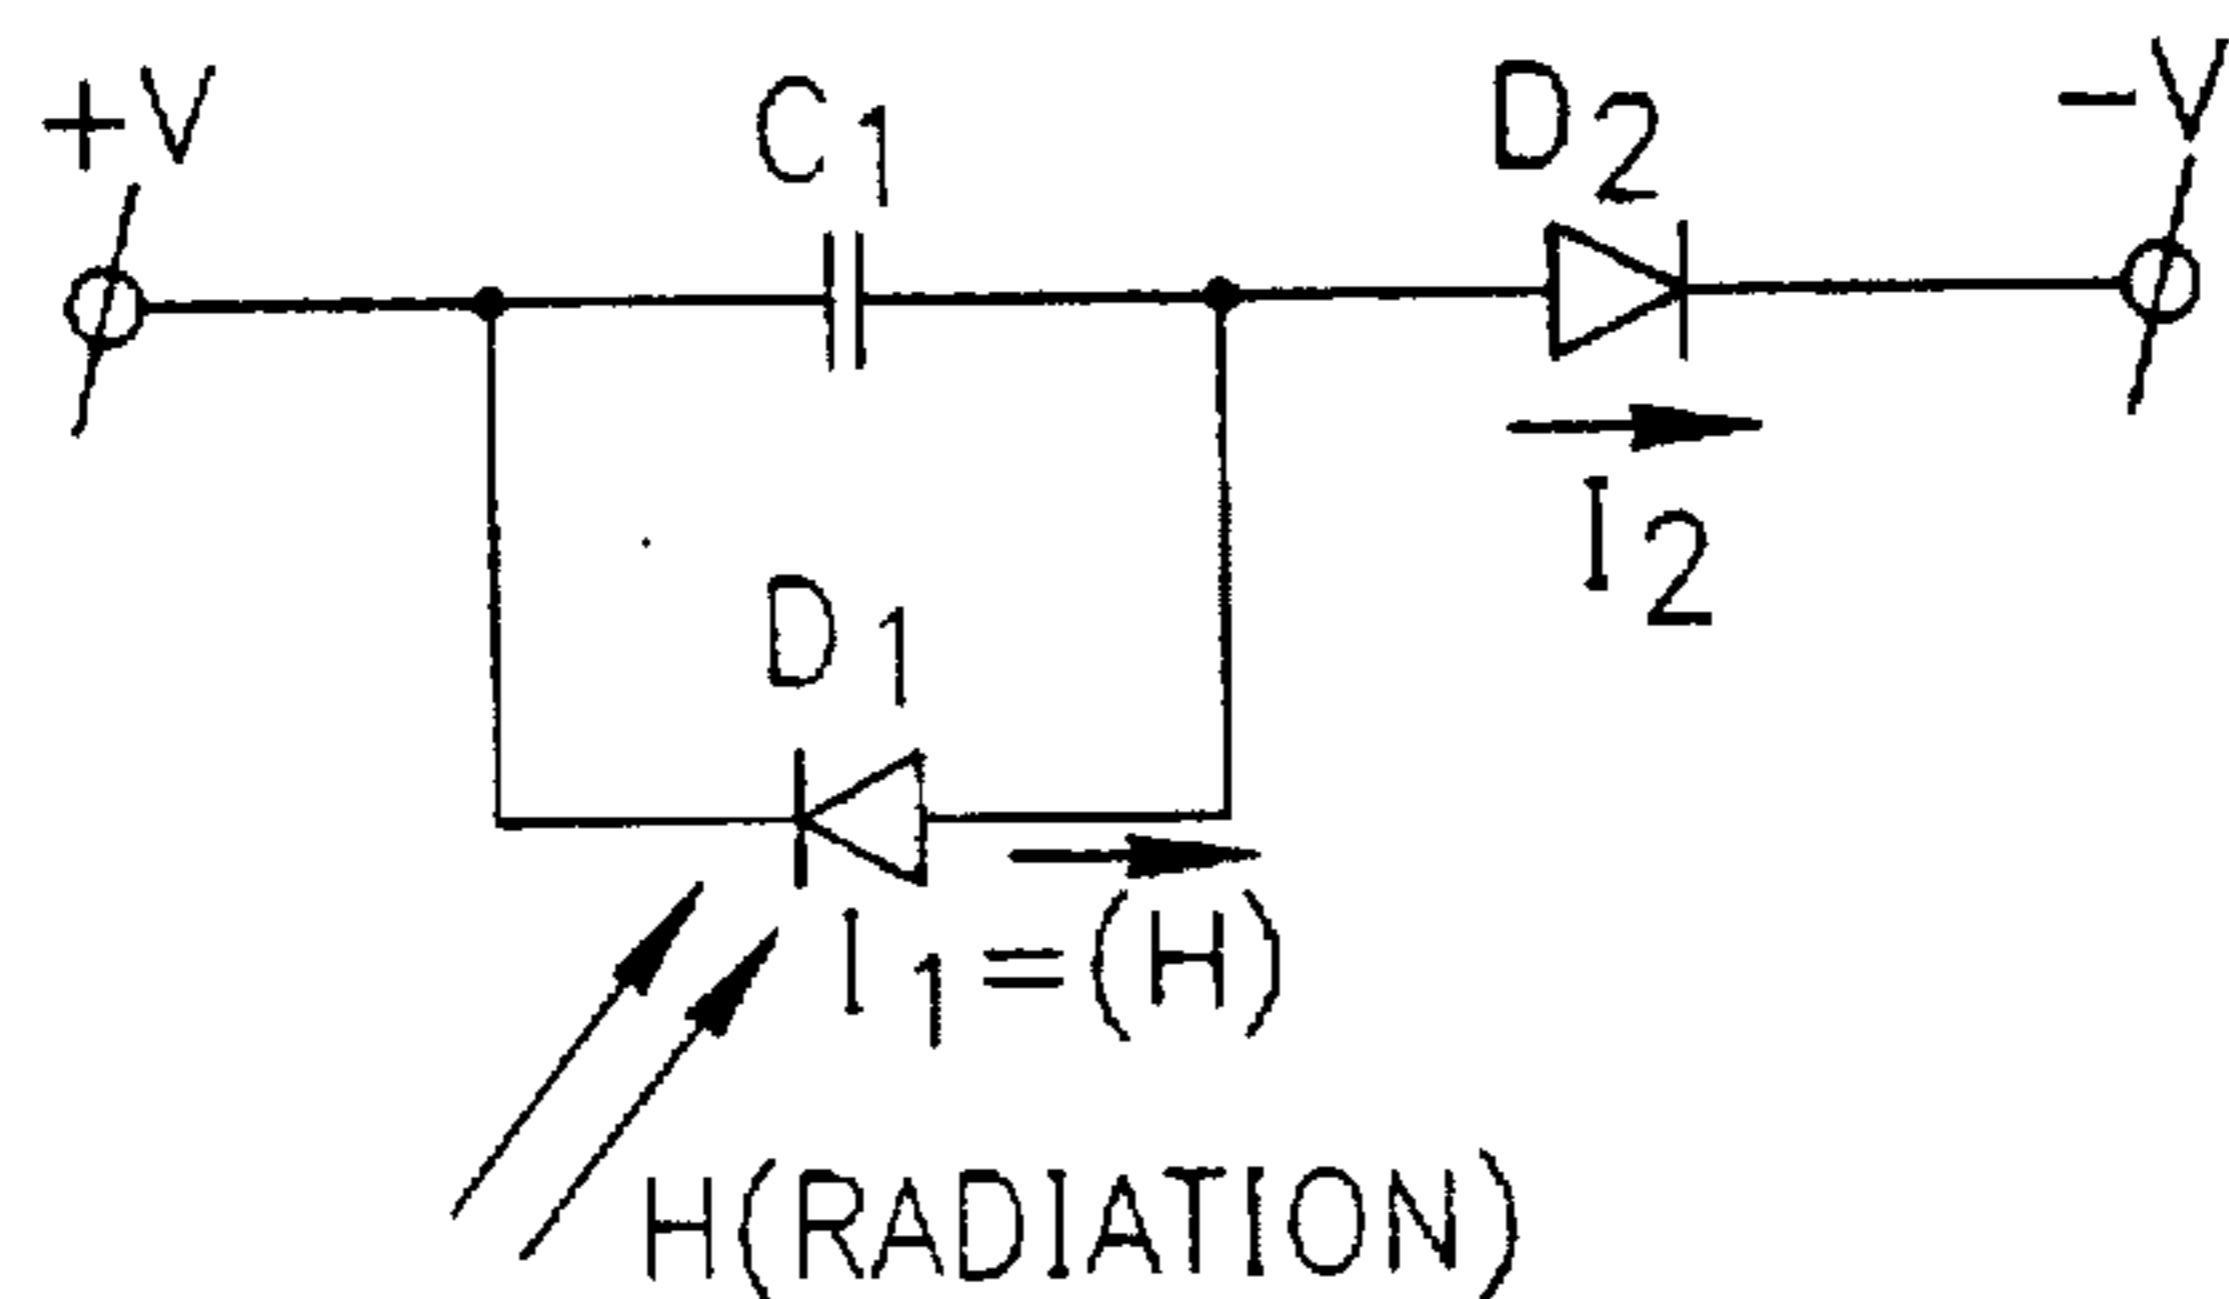 +V
C1
D2
-V
I2
D1
I1=(H)
H(RADIATION)